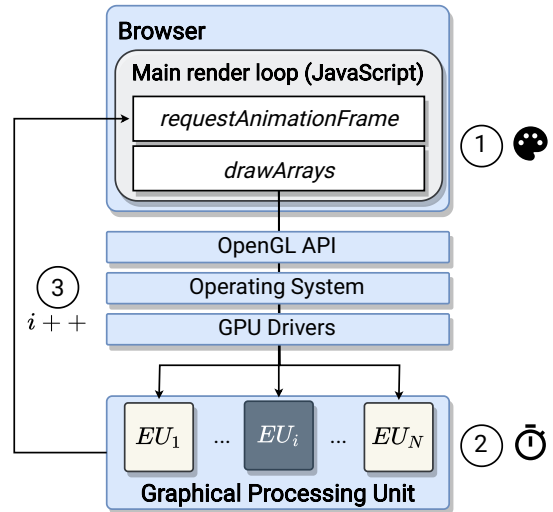 Browser
Main render loop (JavaScript)
requestAnimationFrame
drawArrays
1
OpenGL API
Operating System
GPU Drivers
3
i + +
EU1 ... EUi ... EUN
2
Graphical Processing Unit